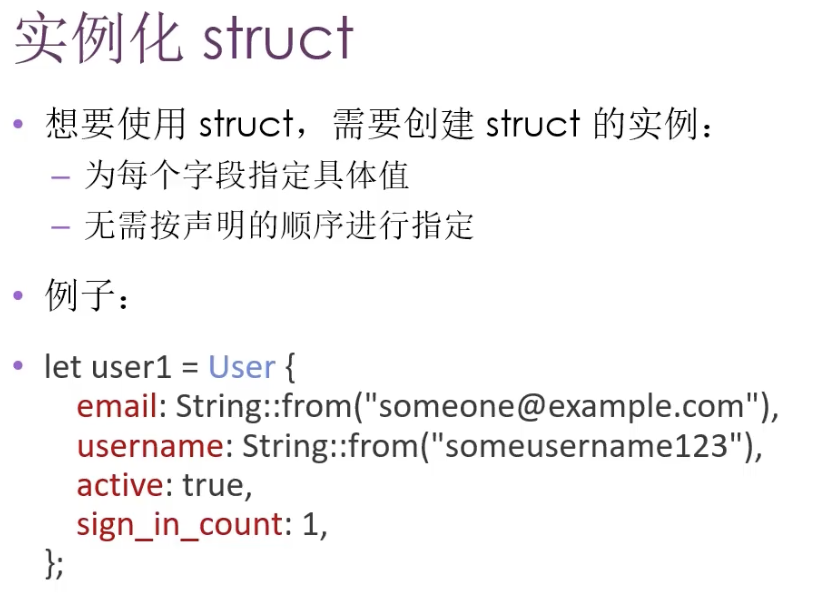 实例化 struct
• 想要使用 struct，需要创建 struct 的实例：
– 为每个字段指定具体值
– 无需按声明的顺序进行指定
• 例子：
• let user1 = User {
email: String::from("someone@example.com"),
username: String::from("someusername123"),
active: true,
sign_in_count: 1,
};